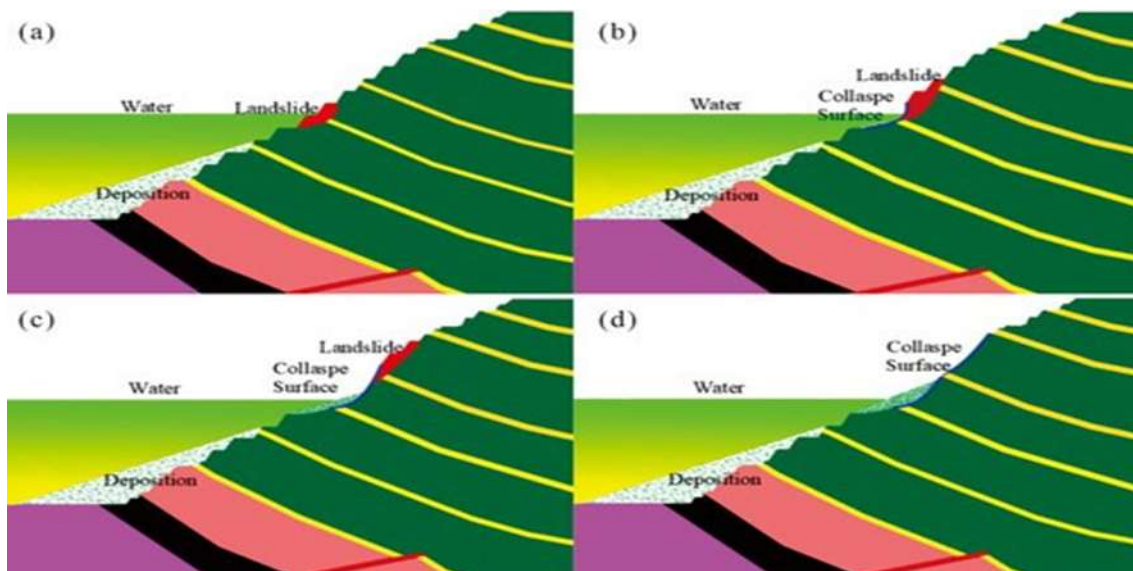 (a)
Water
Landslide
Deposition
(b)
Landslide
Water
Collaspe
Surface
Deposition
(c)
Landslide
Collaspe
Surface
Water
Deposition
(d)
Collaspe
Surface
Water
Deposition